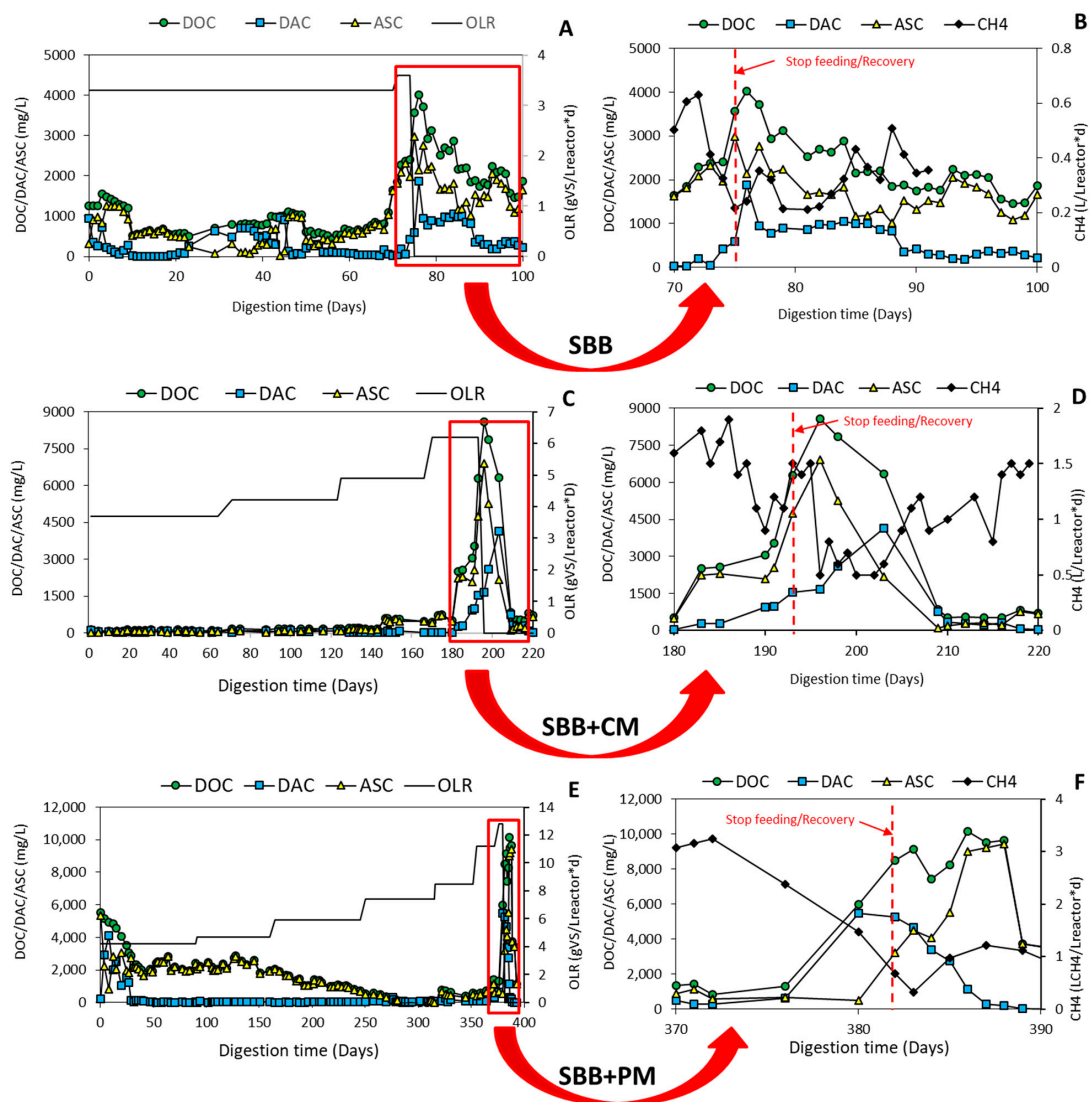 DOC DAC ASC OLR
A
5000
4000
3000
2000
1000
0
DOC/DAC/ASC (mg/L)
4
3
2
1
0
OLR (gVS/Lreactor*d)
0 20 40 60 80 100
Digestion time (Days)
DOC DAC ASC CH4
B
Stop feeding/Recovery
5000
4000
3000
2000
1000
0
DOC/DAC/ASC (mg/L)
0.8
0.6
0.4
0.2
0
CH4 (L/Lreactor*d)
70 80 90 100
Digestion time (Days)
SBB
DOC DAC ASC OLR
C
9000
7500
6000
4500
3000
1500
0
DOC/DAC/ASC (mg/L)
7
6
5
4
3
2
1
0
OLR (gVS/Lreactor*D)
0 20 40 60 80 100 120 140 160 180 200 220
Digestion time (Days)
DOC DAC ASC CH4
D
Stop feeding/Recovery
9000
7500
6000
4500
3000
1500
0
DOC/DAC/ASC (mg/L)
2
1.5
1
0.5
0
CH4 (L/Lreactor*d))
180 190 200 210 220
Digestion time (Days)
SBB+CM
DOC DAC ASC OLR
E
12,000
10,000
8,000
6,000
4,000
2,000
0
DOC/DAC/ASC (mg/L)
14
12
10
8
6
4
2
0
OLR (gVS/Lreactor*d)
0 50 100 150 200 250 300 350 400
Digestion time (Days)
DOC DAC ASC CH4
F
Stop feeding/Recovery
12,000
10,000
8,000
6,000
4,000
2,000
0
DOC/DAC/ASC (mg/L)
4
3
2
1
0
CH4 (LCH4/Lreactor*d)
370 380 390
Digestion time (Days)
SBB+PM